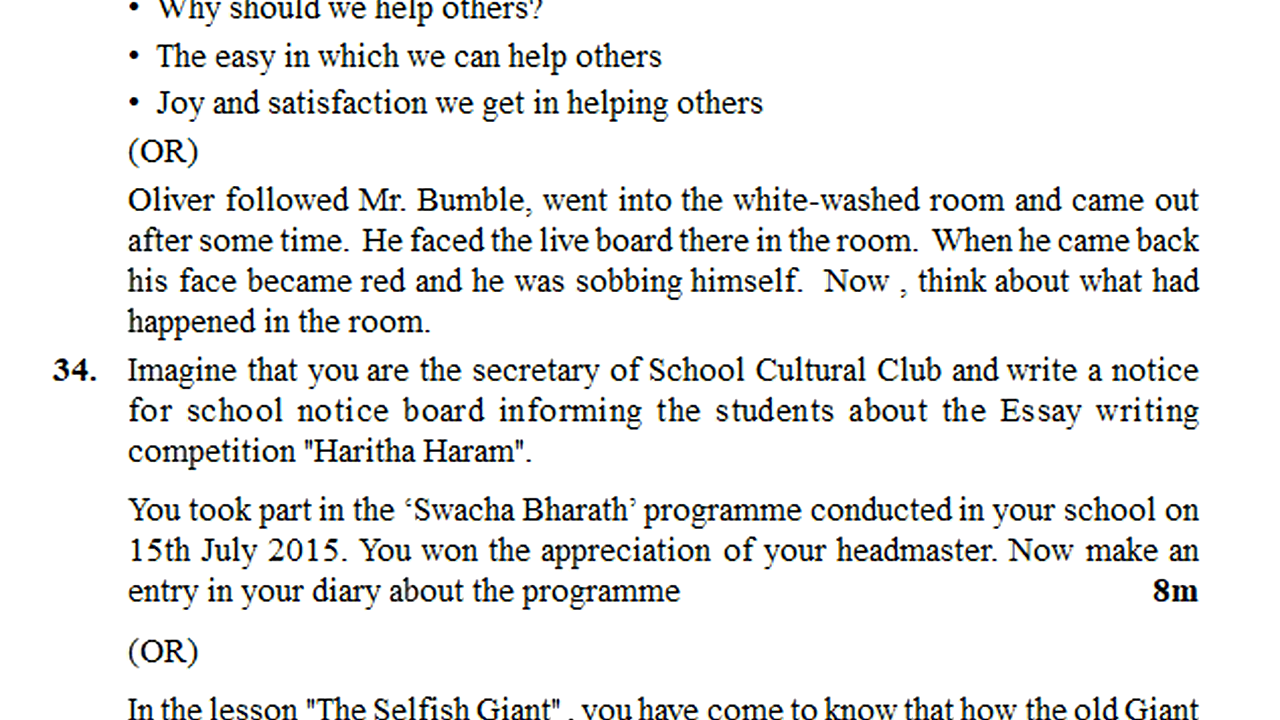 • Why should we help others?
• The easy in which we can help others
• Joy and satisfaction we get in helping others
(OR)
Oliver followed Mr. Bumble, went into the white-washed room and came out
after some time. He faced the live board there in the room. When he came back
his face became red and he was sobbing himself. Now , think about what had
happened in the room.
34. Imagine that you are the secretary of School Cultural Club and write a notice
for school notice board informing the students about the Essay writing
competition "Haritha Haram".
You took part in the ‘Swacha Bharath’ programme conducted in your school on
15th July 2015. You won the appreciation of your headmaster. Now make an
entry in your diary about the programme 8m
(OR)
In the lesson "The Selfish Giant" , you have come to know that how the old Giant